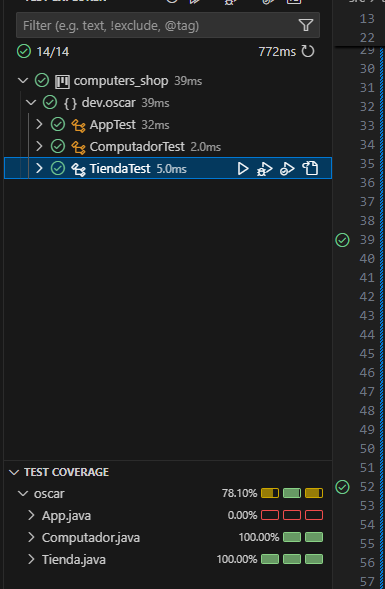 Filter (e.g. text, !exclude, @tag)
14/14 772ms
computers_shop 39ms
{ } dev.oscar 39ms
AppTest 32ms
ComputadorTest 2.0ms
TiendaTest 5.0ms
TEST COVERAGE
oscar 78.10%
App.java 0.00%
Computador.java 100.00%
Tienda.java 100.00%
13
22
29
30
31
32
33
34
35
36
37
38
39
40
41
42
43
44
45
46
47
48
49
50
51
52
53
54
55
56
57